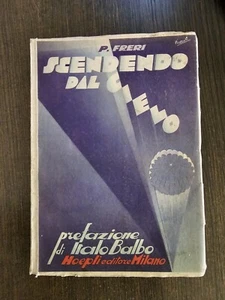 P. FRERI
SCENDENDO
DAL CIELO
prefazione
di Italo Balbo
Hoepli editore Milano